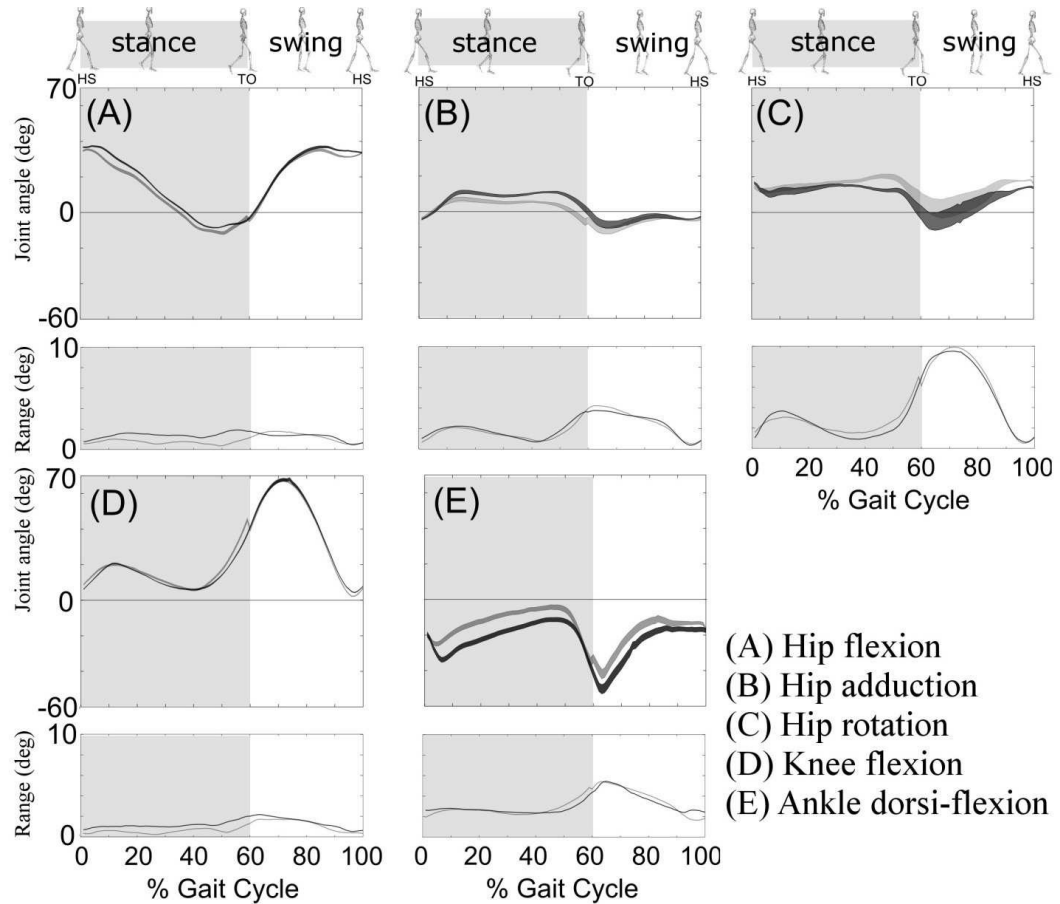 stance swing stance swing stance swing
HS TO HS HS TO HS HS TO HS
70
(A) (B) (C)
Joint angle (deg)
0
-60
10
Range (deg)
0
0 20 40 60 80 100
% Gait Cycle
70
(D) (E)
Joint angle (deg)
0
-60
(A) Hip flexion
(B) Hip adduction
(C) Hip rotation
(D) Knee flexion
(E) Ankle dorsi-flexion
10
Range (deg)
0
0 20 40 60 80 100 0 20 40 60 80 100
% Gait Cycle % Gait Cycle